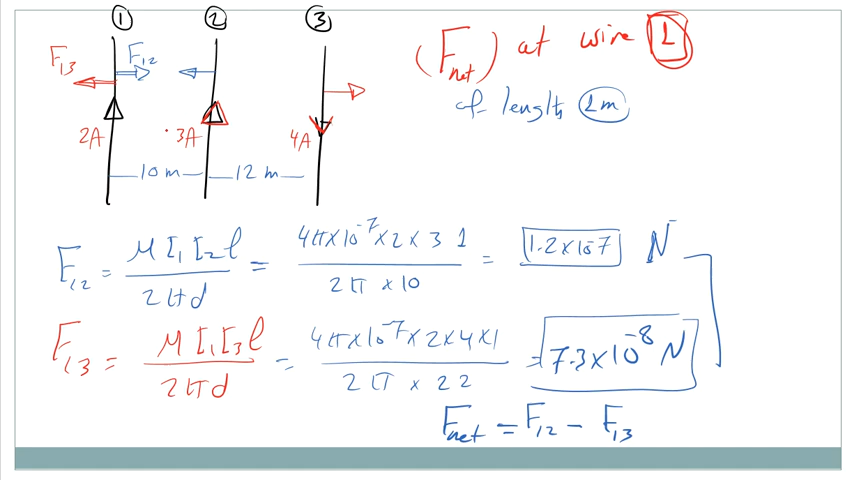 ① ② ③
(Fnet) at wire 1
of length 1m
F13 F12
2A 3A 4A
10 m 12 m
F12 = μ I1 I2 l / 2πd = 4π×10^-7 × 2 × 3 1 / 2π × 10 = 1.2×10-7 N
F13 = μ I1 I3 l / 2πd = 4π×10^-7 × 2 × 4 × 1 / 2π × 22 = 7.3×10^-8 N
Fnet = F12 - F13